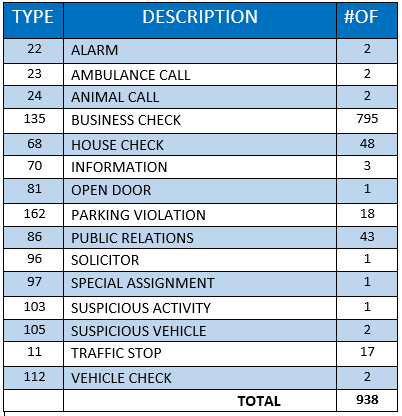 TYPE DESCRIPTION #OF
22 ALARM 2
23 AMBULANCE CALL 2
24 ANIMAL CALL 2
135 BUSINESS CHECK 795
68 HOUSE CHECK 48
70 INFORMATION 3
81 OPEN DOOR 1
162 PARKING VIOLATION 18
86 PUBLIC RELATIONS 43
96 SOLICITOR 1
97 SPECIAL ASSIGNMENT 1
103 SUSPICIOUS ACTIVITY 1
105 SUSPICIOUS VEHICLE 2
11 TRAFFIC STOP 17
112 VEHICLE CHECK 2
TOTAL 938